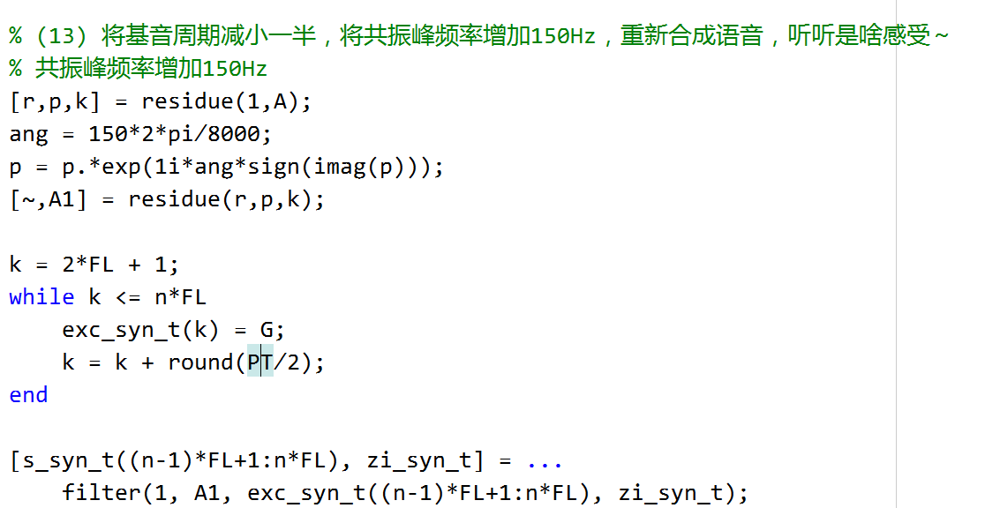 % (13) 将基音周期减小一半，将共振峰频率增加150Hz，重新合成语音，听听是啥感受～
% 共振峰频率增加150Hz
[r,p,k] = residue(1,A);
ang = 150*2*pi/8000;
p = p.*exp(1i*ang*sign(imag(p)));
[~,A1] = residue(r,p,k);
k = 2*FL + 1;
while k <= n*FL
exc_syn_t(k) = G;
k = k + round(PT/2);
end
[s_syn_t((n-1)*FL+1:n*FL), zi_syn_t] = ...
filter(1, A1, exc_syn_t((n-1)*FL+1:n*FL), zi_syn_t);